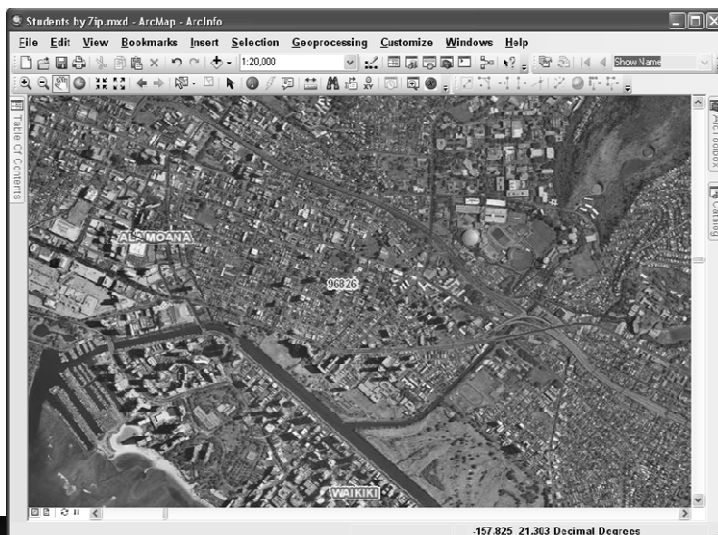 Students by Zip.mxd - ArcMap - ArcInfo
File Edit View Bookmarks Insert Selection Geoprocessing Customize Windows Help
1:20,000 Show Name
Table Of Contents
ArcToolbox
Catalog
ALA MOANA
96826
WAIKIKI
-157.825 21.303 Decimal Degrees